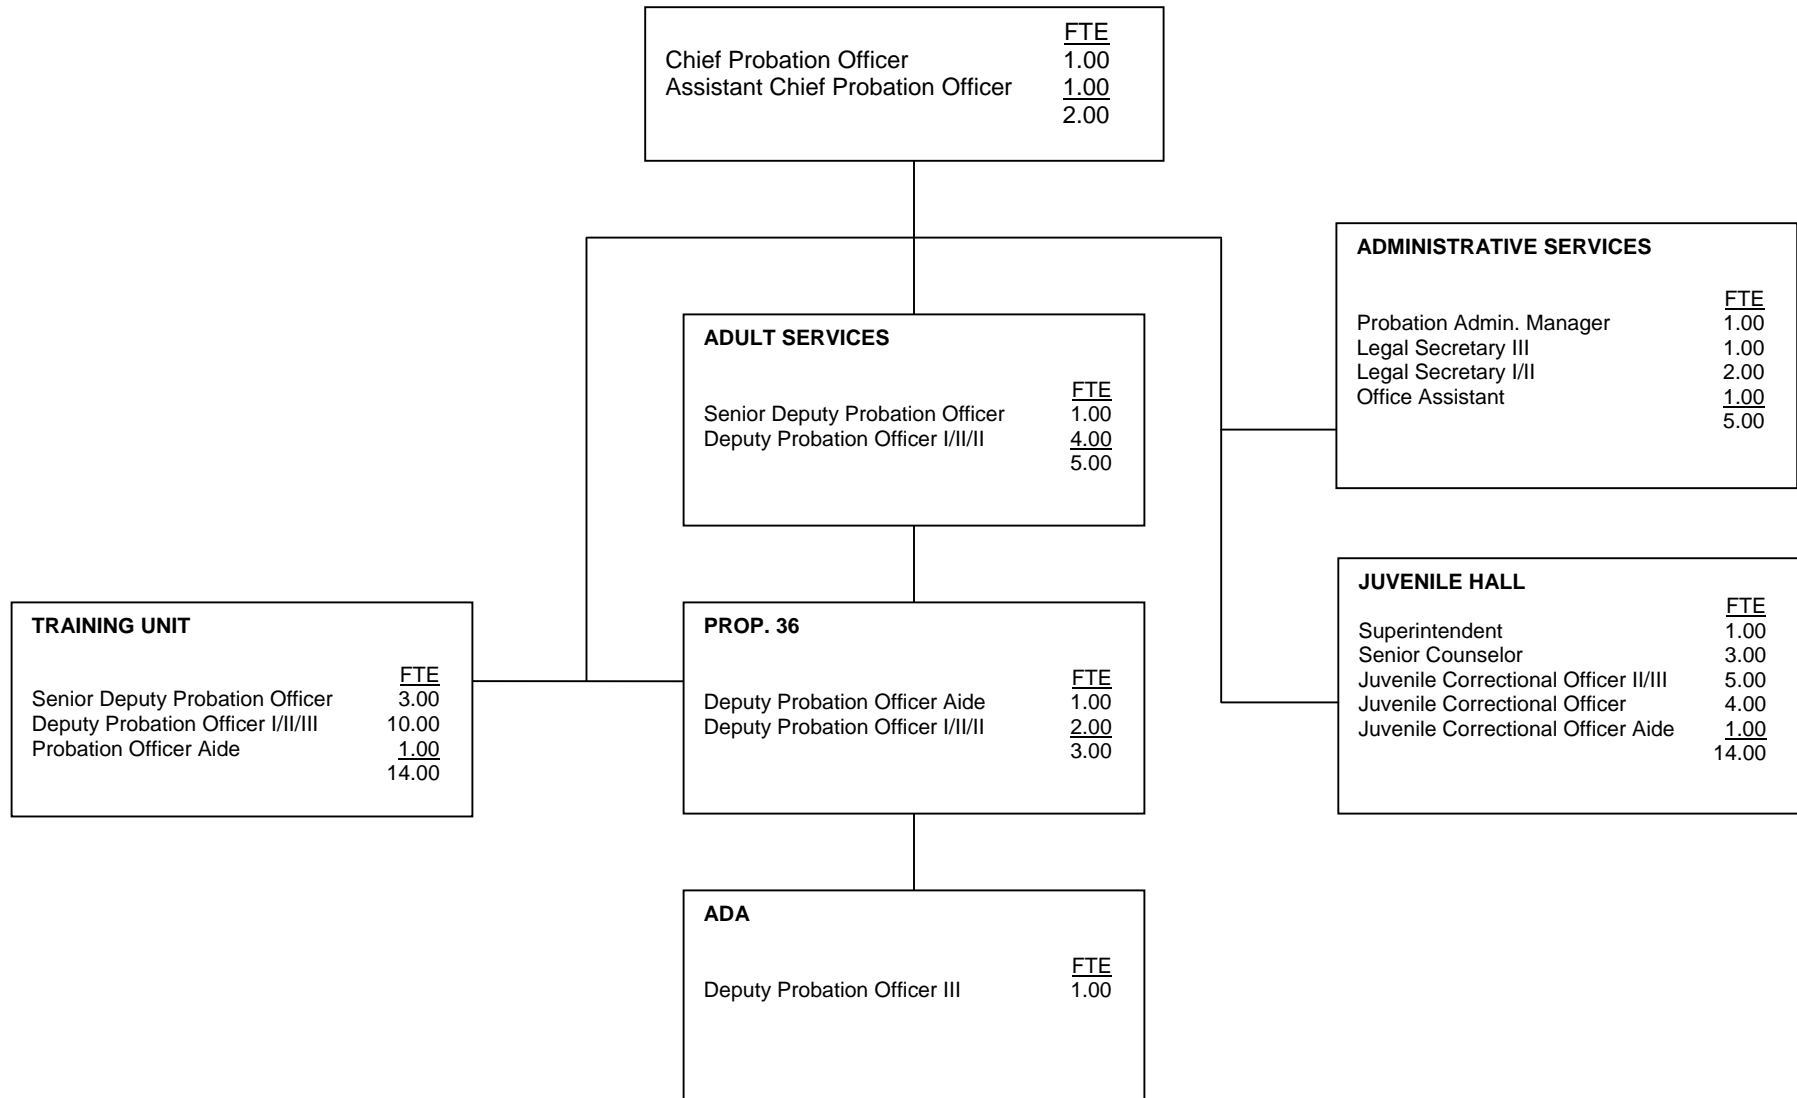 FTE
Chief Probation Officer 1.00
Assistant Chief Probation Officer 1.00
2.00
ADMINISTRATIVE SERVICES
FTE
Probation Admin. Manager 1.00
Legal Secretary III 1.00
Legal Secretary I/II 2.00
Office Assistant 1.00
5.00
ADULT SERVICES
FTE
Senior Deputy Probation Officer 1.00
Deputy Probation Officer I/II/II 4.00
5.00
JUVENILE HALL
FTE
Superintendent 1.00
Senior Counselor 3.00
Juvenile Correctional Officer II/III 5.00
Juvenile Correctional Officer 4.00
Juvenile Correctional Officer Aide 1.00
14.00
TRAINING UNIT
FTE
Senior Deputy Probation Officer 3.00
Deputy Probation Officer I/II/III 10.00
Probation Officer Aide 1.00
14.00
PROP. 36
FTE
Deputy Probation Officer Aide 1.00
Deputy Probation Officer I/II/II 2.00
3.00
ADA
FTE
Deputy Probation Officer III 1.00